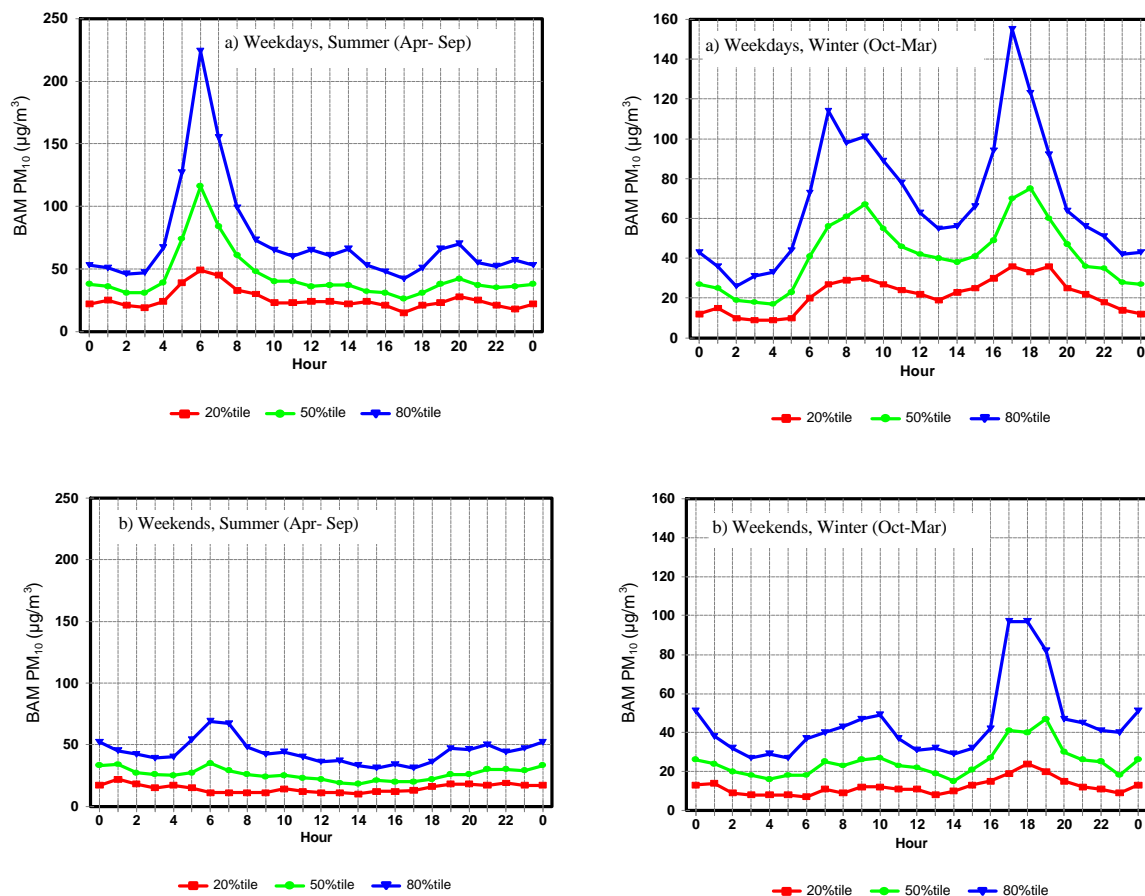 a) Weekdays, Summer (Apr- Sep)
BAM PM10 (µg/m3)
250
200
150
100
50
0
0 2 4 6 8 10 12 14 16 18 20 22 0
Hour
20%tile 50%tile 80%tile
a) Weekdays, Winter (Oct-Mar)
BAM PM10 (µg/m3)
160
140
120
100
80
60
40
20
0
0 2 4 6 8 10 12 14 16 18 20 22 0
Hour
20%tile 50%tile 80%tile
b) Weekends, Summer (Apr- Sep)
BAM PM10 (µg/m3)
250
200
150
100
50
0
0 2 4 6 8 10 12 14 16 18 20 22 0
Hour
20%tile 50%tile 80%tile
b) Weekends, Winter (Oct-Mar)
BAM PM10 (µg/m3)
160
140
120
100
80
60
40
20
0
0 2 4 6 8 10 12 14 16 18 20 22 0
Hour
20%tile 50%tile 80%tile